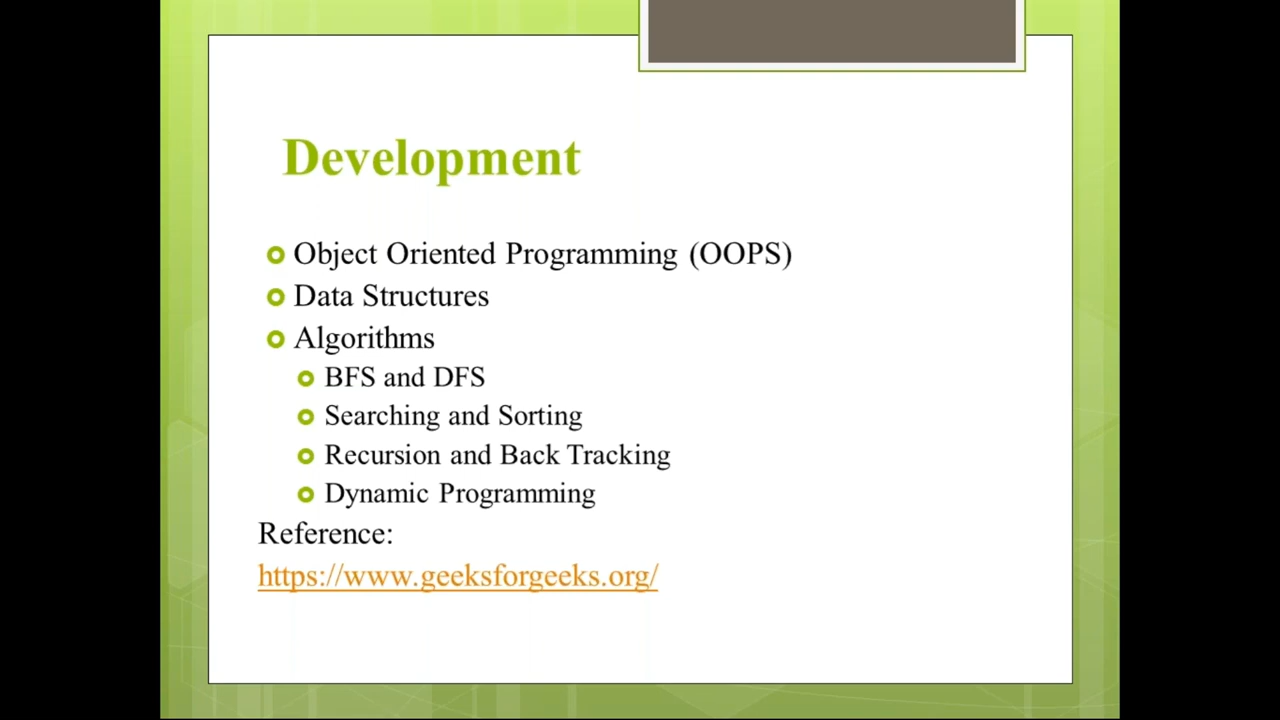 Development
Object Oriented Programming (OOPS)
Data Structures
Algorithms
BFS and DFS
Searching and Sorting
Recursion and Back Tracking
Dynamic Programming
Reference:
https://www.geeksforgeeks.org/